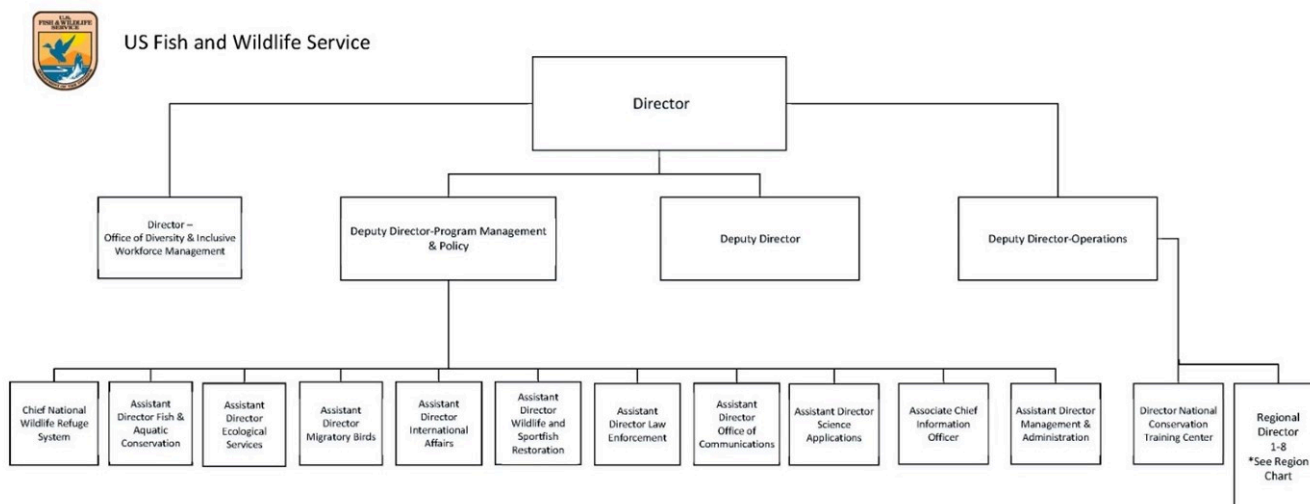 U.S.
FISH & WILDLIFE
SERVICE
US Fish and Wildlife Service
Director
Director –
Office of Diversity & Inclusive
Workforce Management
Deputy Director-Program Management
& Policy
Deputy Director
Deputy Director-Operations
Chief National
Wildlife Refuge
System
Assistant
Director Fish &
Aquatic
Conservation
Assistant
Director
Ecological
Services
Assistant
Director
Migratory Birds
Assistant
Director
International
Affairs
Assistant
Director
Wildlife and
Sportfish
Restoration
Assistant
Director Law
Enforcement
Assistant
Director
Office of
Communications
Assistant Director
Science
Applications
Associate Chief
Information
Officer
Assistant Director
Management &
Administration
Director National
Conservation
Training Center
Regional
Director
1-8
*See Region
Chart